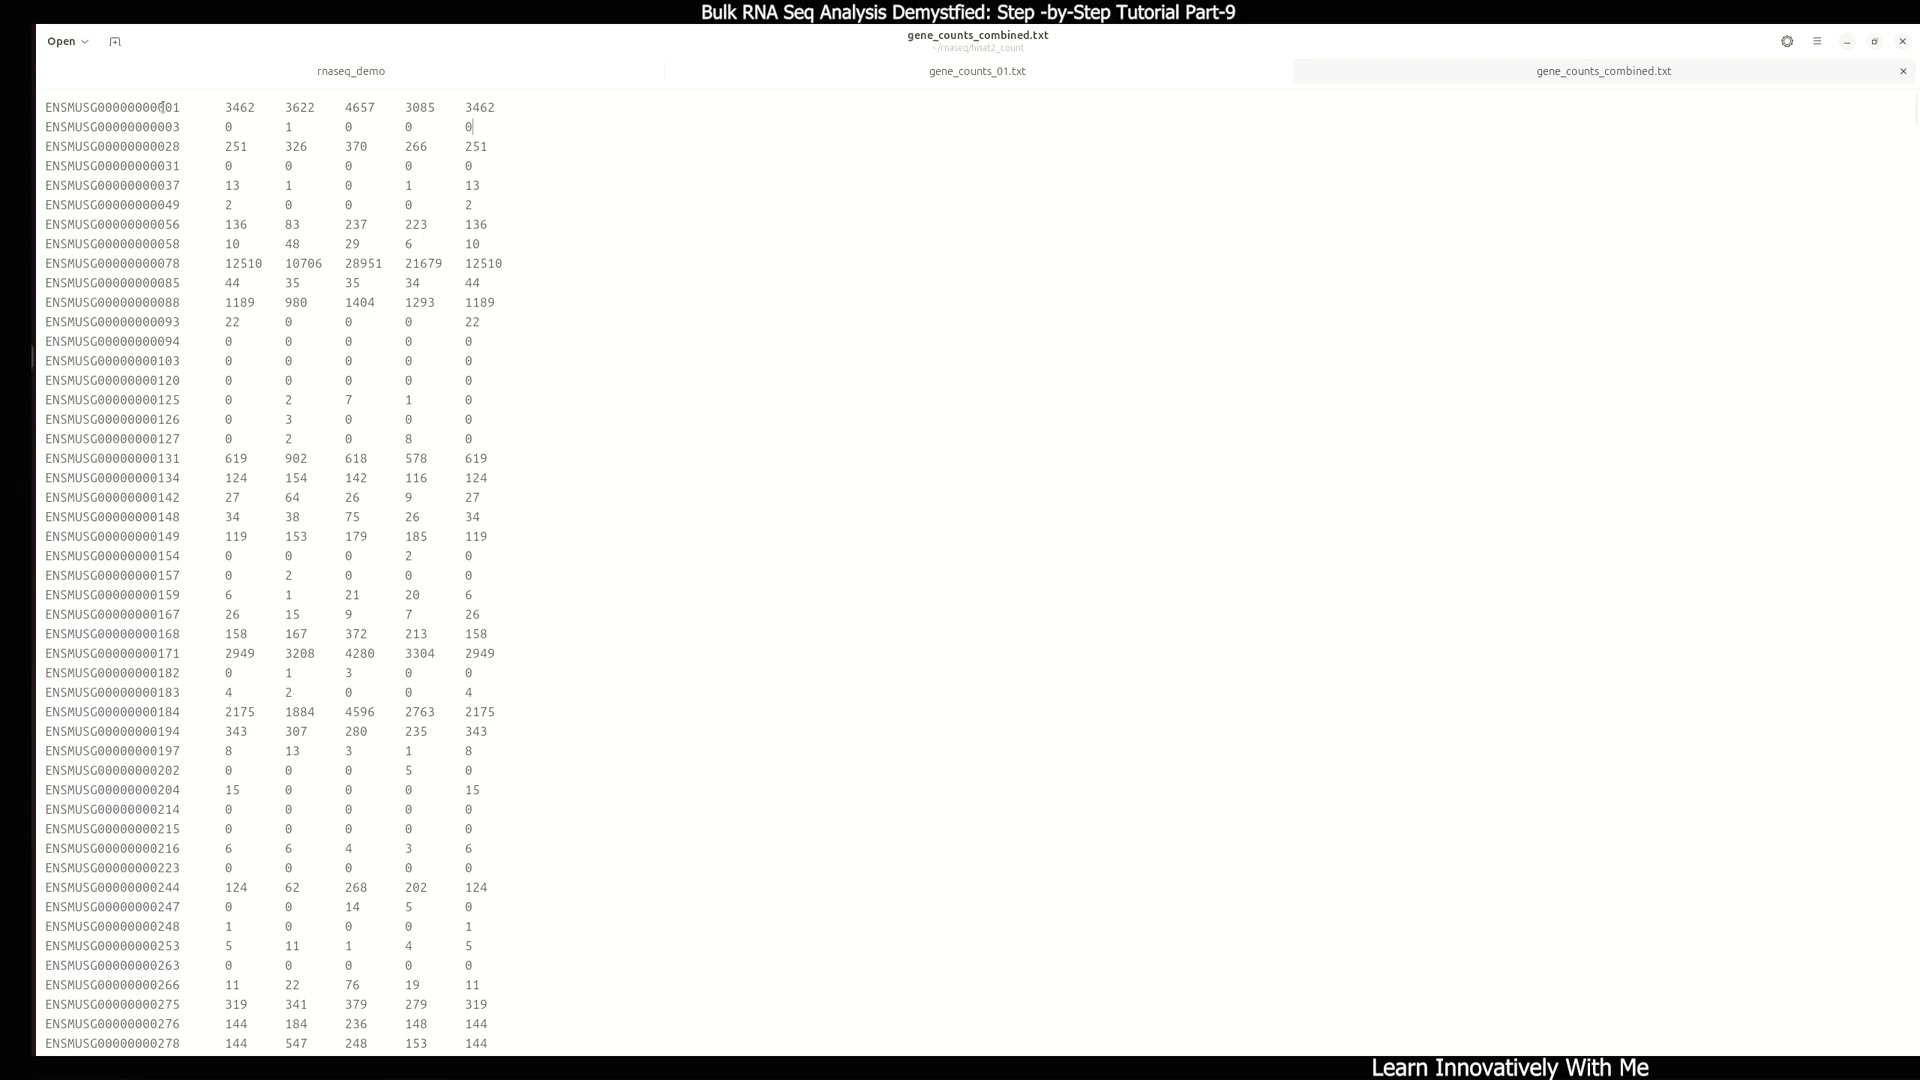 Bulk RNA Seq Analysis Demystfied: Step -by-Step Tutorial Part-9
Open
gene_counts_combined.txt
~/rnaseq/hisat2_count
rnaseq_demo gene_counts_01.txt gene_counts_combined.txt
ENSMUSG00000000001 3462 3622 4657 3085 3462
ENSMUSG00000000003 0 1 0 0 0
ENSMUSG00000000028 251 326 370 266 251
ENSMUSG00000000031 0 0 0 0 0
ENSMUSG00000000037 13 1 0 1 13
ENSMUSG00000000049 2 0 0 0 2
ENSMUSG00000000056 136 83 237 223 136
ENSMUSG00000000058 10 48 29 6 10
ENSMUSG00000000078 12510 10706 28951 21679 12510
ENSMUSG00000000085 44 35 35 34 44
ENSMUSG00000000088 1189 980 1404 1293 1189
ENSMUSG00000000093 22 0 0 0 22
ENSMUSG00000000094 0 0 0 0 0
ENSMUSG00000000103 0 0 0 0 0
ENSMUSG00000000120 0 0 0 0 0
ENSMUSG00000000125 0 2 7 1 0
ENSMUSG00000000126 0 3 0 0 0
ENSMUSG00000000127 0 2 0 8 0
ENSMUSG00000000131 619 902 618 578 619
ENSMUSG00000000134 124 154 142 116 124
ENSMUSG00000000142 27 64 26 9 27
ENSMUSG00000000148 34 38 75 26 34
ENSMUSG00000000149 119 153 179 185 119
ENSMUSG00000000154 0 0 0 2 0
ENSMUSG00000000157 0 2 0 0 0
ENSMUSG00000000159 6 1 21 20 6
ENSMUSG00000000167 26 15 9 7 26
ENSMUSG00000000168 158 167 372 213 158
ENSMUSG00000000171 2949 3208 4280 3304 2949
ENSMUSG00000000182 0 1 3 0 0
ENSMUSG00000000183 4 2 0 0 4
ENSMUSG00000000184 2175 1884 4596 2763 2175
ENSMUSG00000000194 343 307 280 235 343
ENSMUSG00000000197 8 13 3 1 8
ENSMUSG00000000202 0 0 0 5 0
ENSMUSG00000000204 15 0 0 0 15
ENSMUSG00000000214 0 0 0 0 0
ENSMUSG00000000215 0 0 0 0 0
ENSMUSG00000000216 6 6 4 3 6
ENSMUSG00000000223 0 0 0 0 0
ENSMUSG00000000244 124 62 268 202 124
ENSMUSG00000000247 0 0 14 5 0
ENSMUSG00000000248 1 0 0 0 1
ENSMUSG00000000253 5 11 1 4 5
ENSMUSG00000000263 0 0 0 0 0
ENSMUSG00000000266 11 22 76 19 11
ENSMUSG00000000275 319 341 379 279 319
ENSMUSG00000000276 144 184 236 148 144
ENSMUSG00000000278 144 547 248 153 144
Learn Innovatively With Me